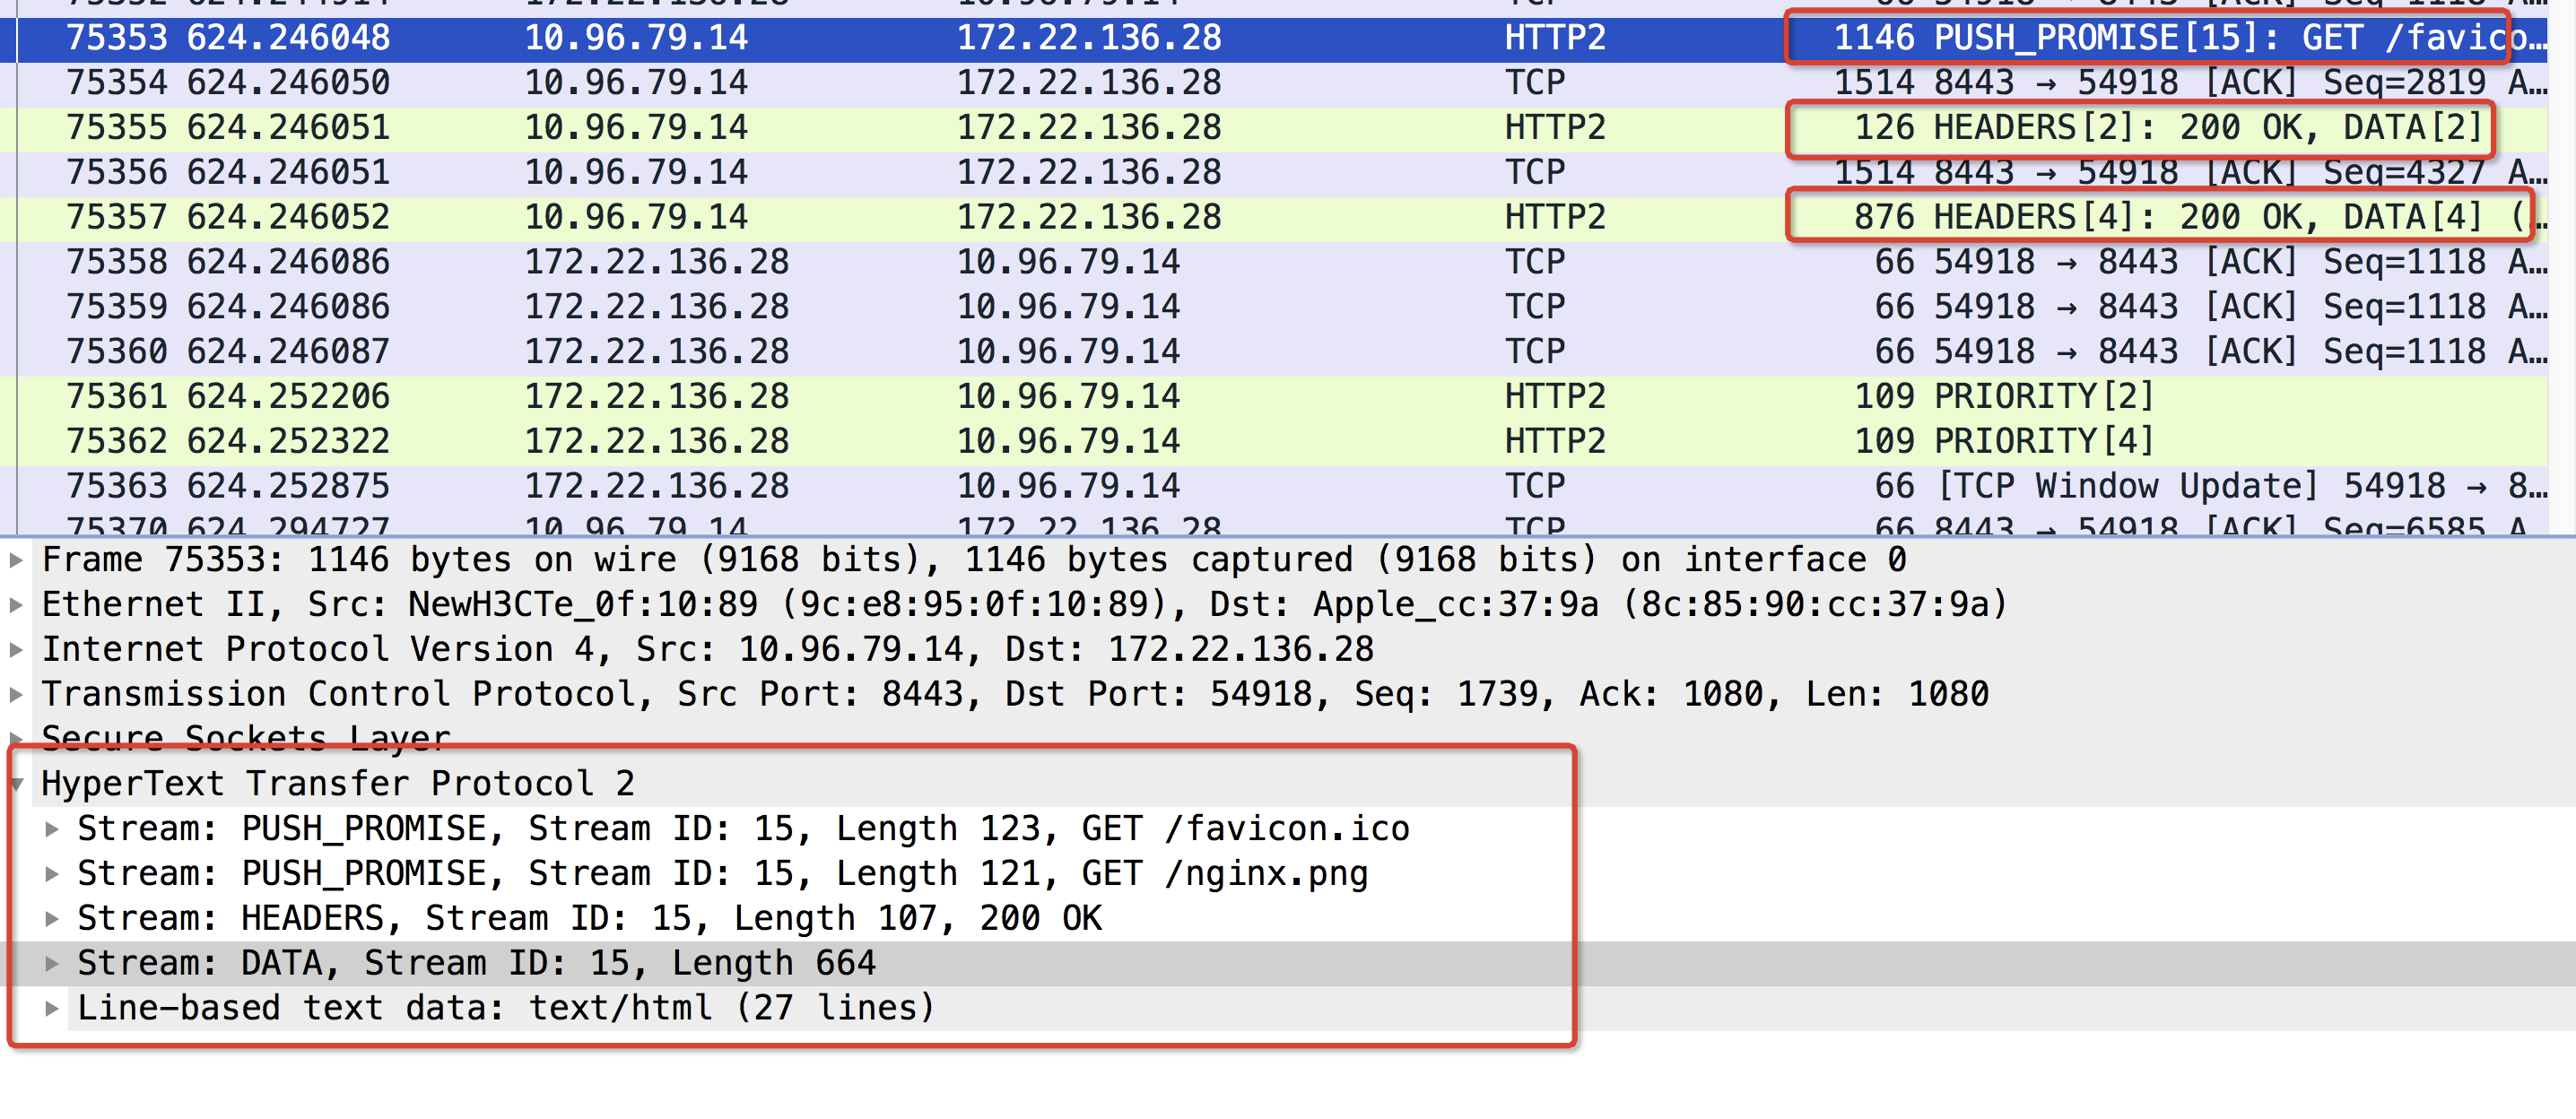 75353 624.246048 10.96.79.14 172.22.136.28 HTTP2 1146 PUSH_PROMISE[15]: GET /favico…
75354 624.246050 10.96.79.14 172.22.136.28 TCP 1514 8443 → 54918 [ACK] Seq=2819 A…
75355 624.246051 10.96.79.14 172.22.136.28 HTTP2 126 HEADERS[2]: 200 OK, DATA[2]
75356 624.246051 10.96.79.14 172.22.136.28 TCP 1514 8443 → 54918 [ACK] Seq=4327 A…
75357 624.246052 10.96.79.14 172.22.136.28 HTTP2 876 HEADERS[4]: 200 OK, DATA[4] (…
75358 624.246086 172.22.136.28 10.96.79.14 TCP 66 54918 → 8443 [ACK] Seq=1118 A…
75359 624.246086 172.22.136.28 10.96.79.14 TCP 66 54918 → 8443 [ACK] Seq=1118 A…
75360 624.246087 172.22.136.28 10.96.79.14 TCP 66 54918 → 8443 [ACK] Seq=1118 A…
75361 624.252206 172.22.136.28 10.96.79.14 HTTP2 109 PRIORITY[2]
75362 624.252322 172.22.136.28 10.96.79.14 HTTP2 109 PRIORITY[4]
75363 624.252875 172.22.136.28 10.96.79.14 TCP 66 [TCP Window Update] 54918 → 8…
75370 624.294727 10.96.79.14 172.22.136.28 TCP 66 8443 → 54918 [ACK] Seq=6585 A…
Frame 75353: 1146 bytes on wire (9168 bits), 1146 bytes captured (9168 bits) on interface 0
Ethernet II, Src: NewH3CTe_0f:10:89 (9c:e8:95:0f:10:89), Dst: Apple_cc:37:9a (8c:85:90:cc:37:9a)
Internet Protocol Version 4, Src: 10.96.79.14, Dst: 172.22.136.28
Transmission Control Protocol, Src Port: 8443, Dst Port: 54918, Seq: 1739, Ack: 1080, Len: 1080
Secure Sockets Layer
HyperText Transfer Protocol 2
Stream: PUSH_PROMISE, Stream ID: 15, Length 123, GET /favicon.ico
Stream: PUSH_PROMISE, Stream ID: 15, Length 121, GET /nginx.png
Stream: HEADERS, Stream ID: 15, Length 107, 200 OK
Stream: DATA, Stream ID: 15, Length 664
Line-based text data: text/html (27 lines)